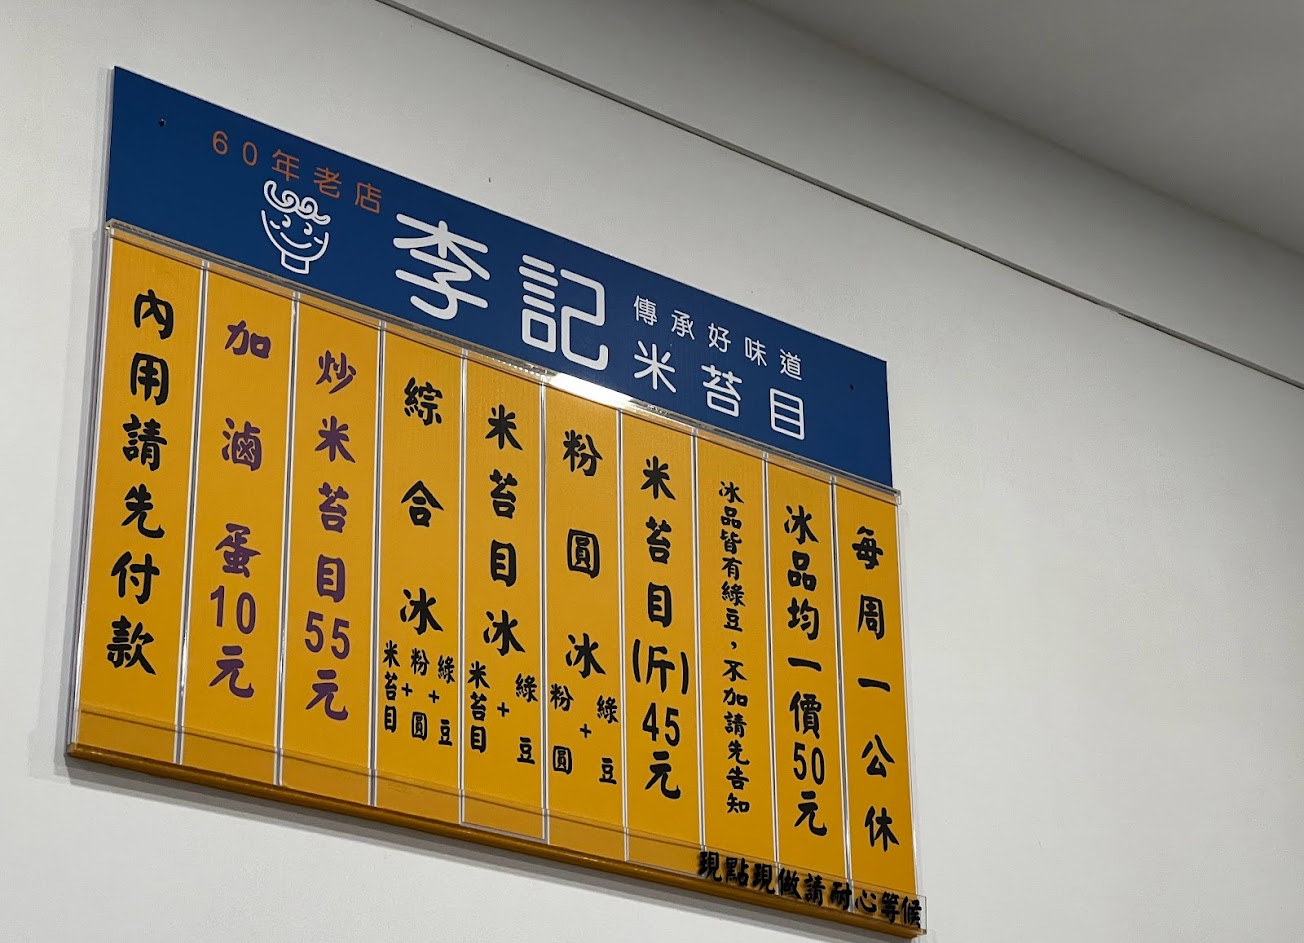 60年老店
李記
傳承好味道
米苔目
每周一公休
冰品均一價50元
冰品皆有綠豆，不加請先告知
米苔目(斤)45元
粉圓冰
綠豆
+
粉圓
米苔目冰
綠豆
+
米苔目
綜合冰
綠豆
+
粉圓
+
米苔目
炒米苔目55元
加滷蛋10元
內用請先付款
現點現做請耐心等候